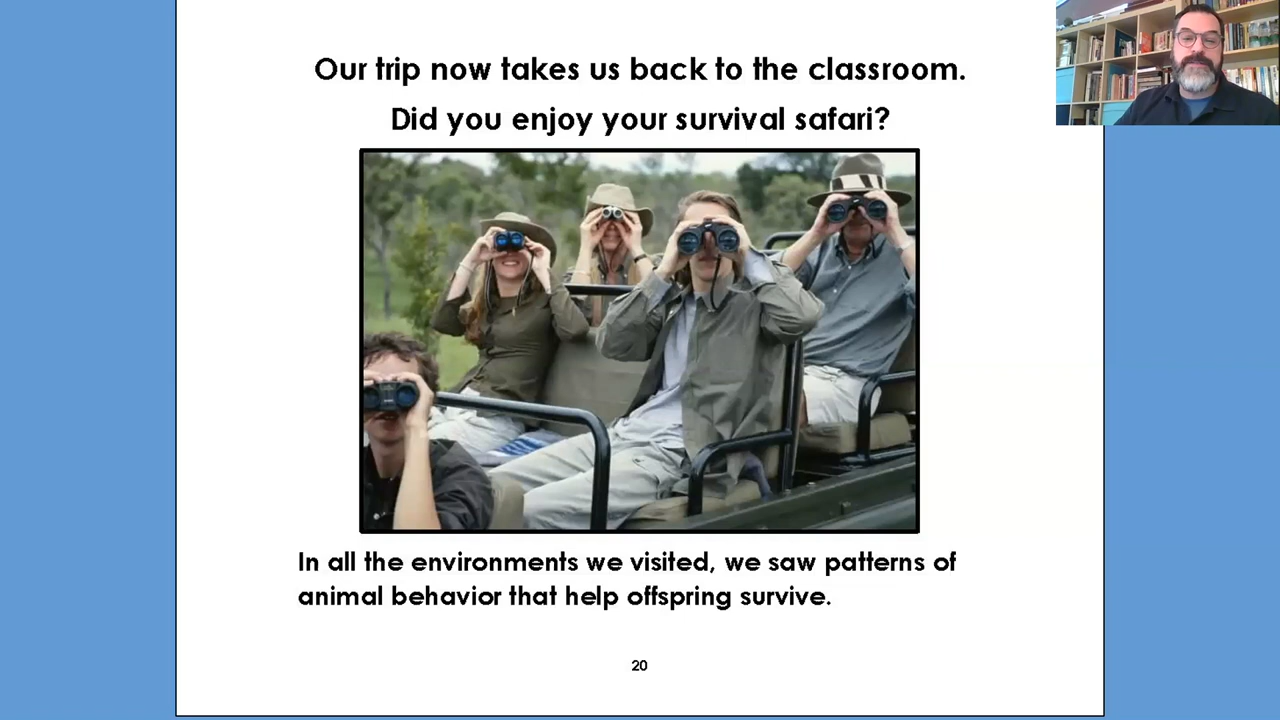 Our trip now takes us back to the classroom.
Did you enjoy your survival safari?
In all the environments we visited, we saw patterns of
animal behavior that help offspring survive.
20